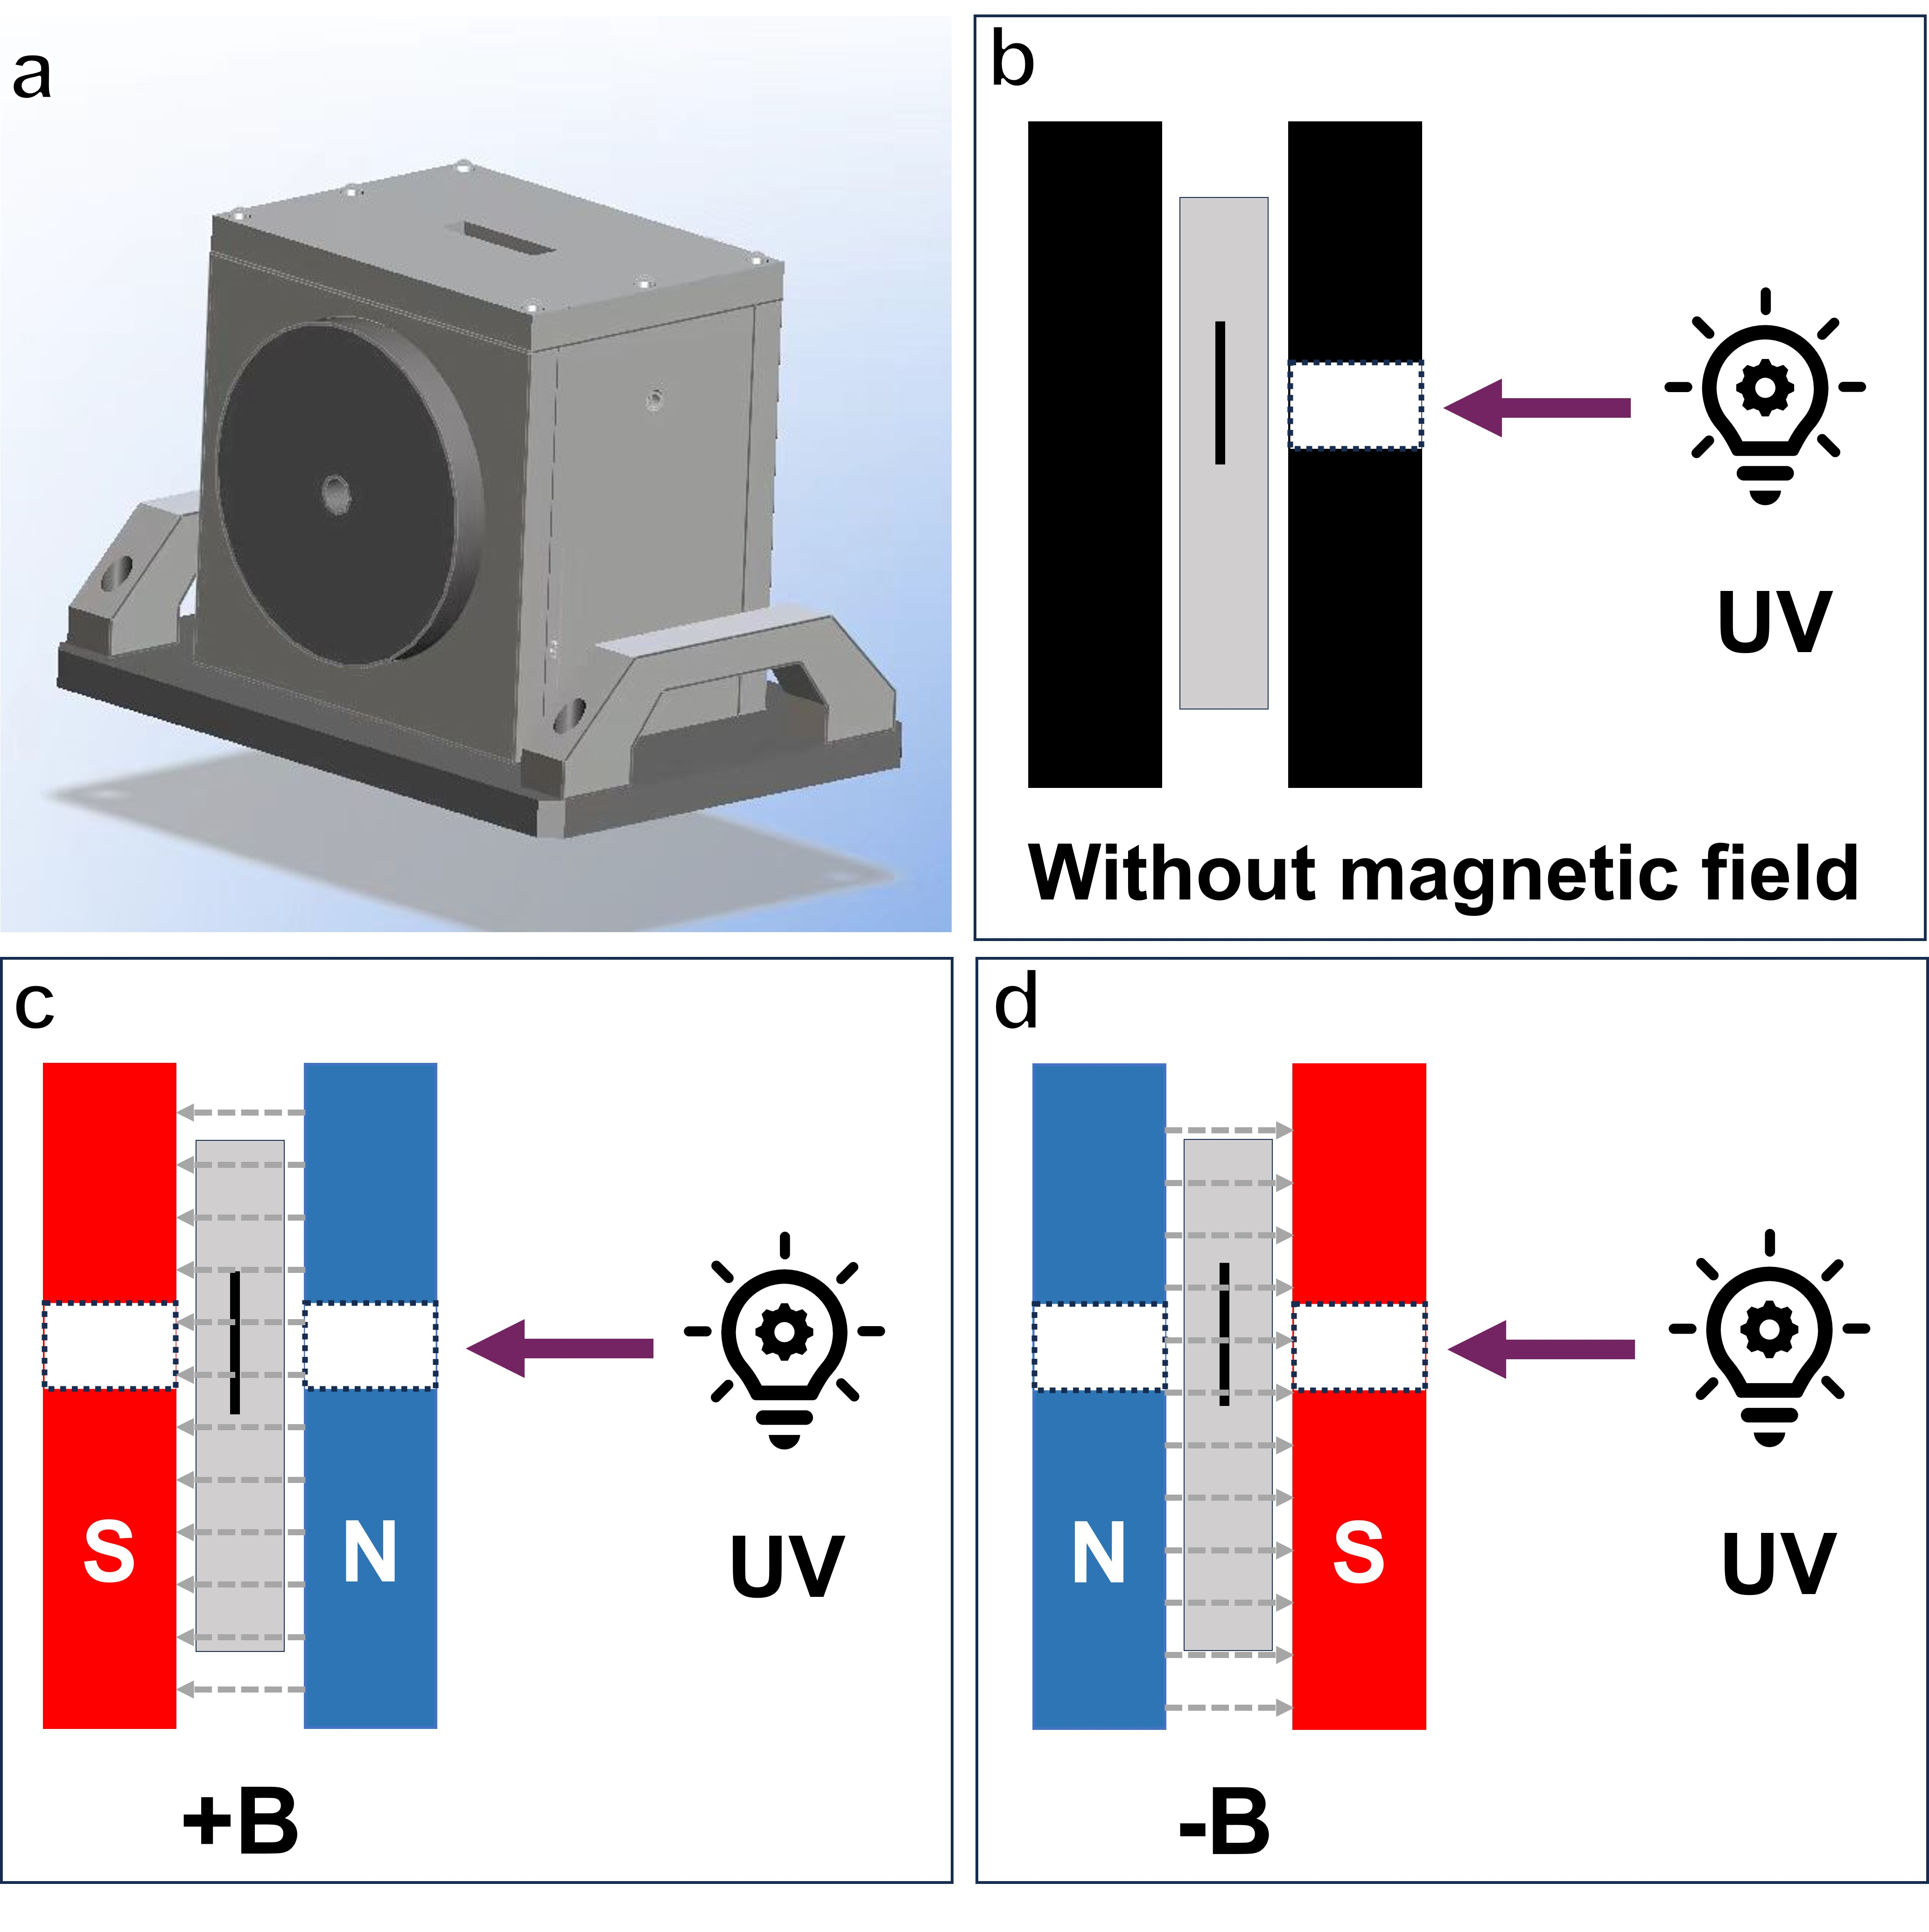 a
b
UV
Without magnetic field
c
S
N
UV
+B
d
N
S
UV
-B